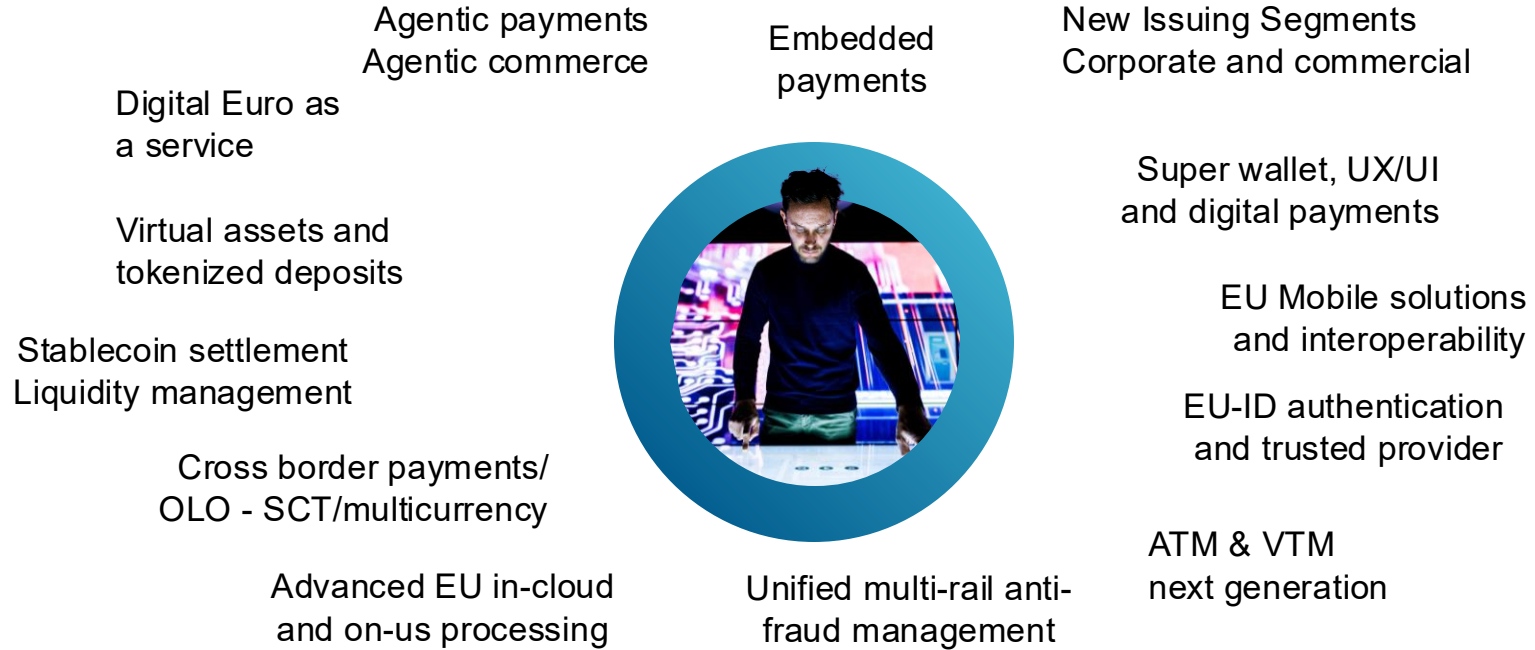 Agentic payments
Agentic commerce
Embedded
payments
New Issuing Segments
Corporate and commercial
Digital Euro as
a service
Super wallet, UX/UI
and digital payments
Virtual assets and
tokenized deposits
EU Mobile solutions
and interoperability
Stablecoin settlement
Liquidity management
EU-ID authentication
and trusted provider
Cross border payments/
OLO - SCT/multicurrency
ATM & VTM
next generation
Advanced EU in-cloud
and on-us processing
Unified multi-rail anti-
fraud management